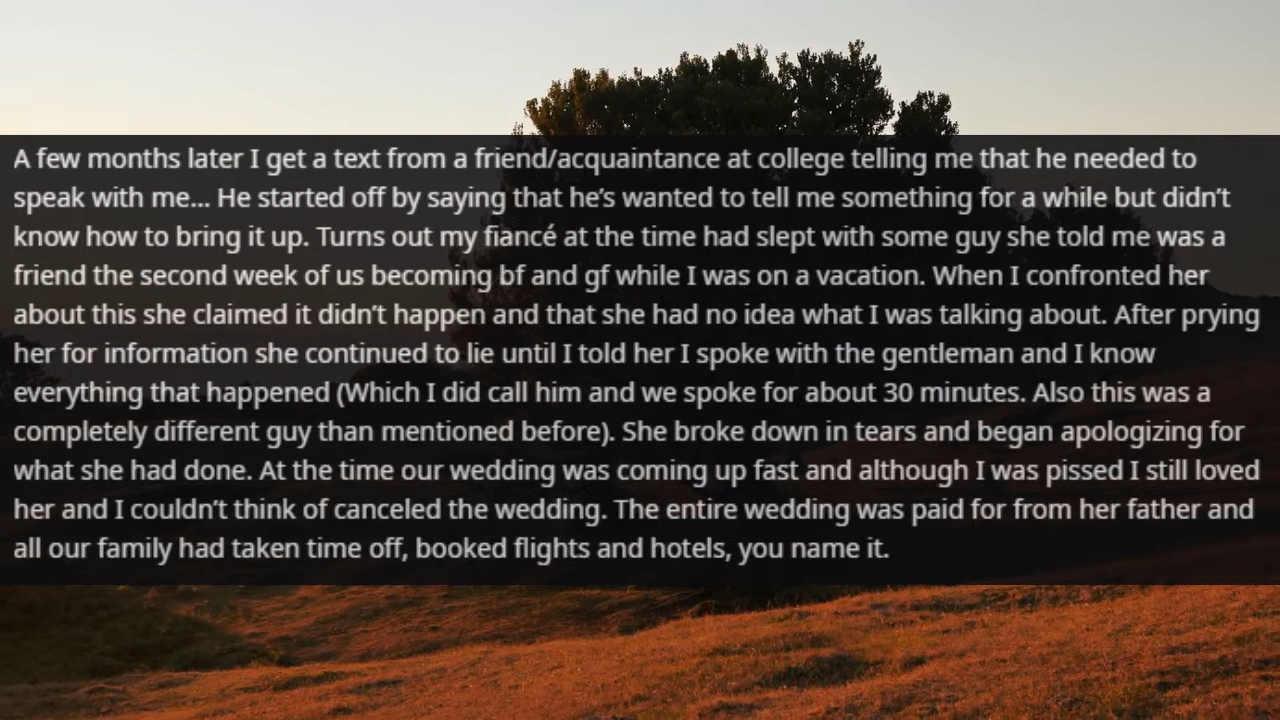 A few months later I get a text from a friend/acquaintance at college telling me that he needed to
speak with me... He started off by saying that he’s wanted to tell me something for a while but didn’t
know how to bring it up. Turns out my fiancé at the time had slept with some guy she told me was a
friend the second week of us becoming bf and gf while I was on a vacation. When I confronted her
about this she claimed it didn’t happen and that she had no idea what I was talking about. After prying
her for information she continued to lie until I told her I spoke with the gentleman and I know
everything that happened (Which I did call him and we spoke for about 30 minutes. Also this was a
completely different guy than mentioned before). She broke down in tears and began apologizing for
what she had done. At the time our wedding was coming up fast and although I was pissed I still loved
her and I couldn’t think of canceled the wedding. The entire wedding was paid for from her father and
all our family had taken time off, booked flights and hotels, you name it.